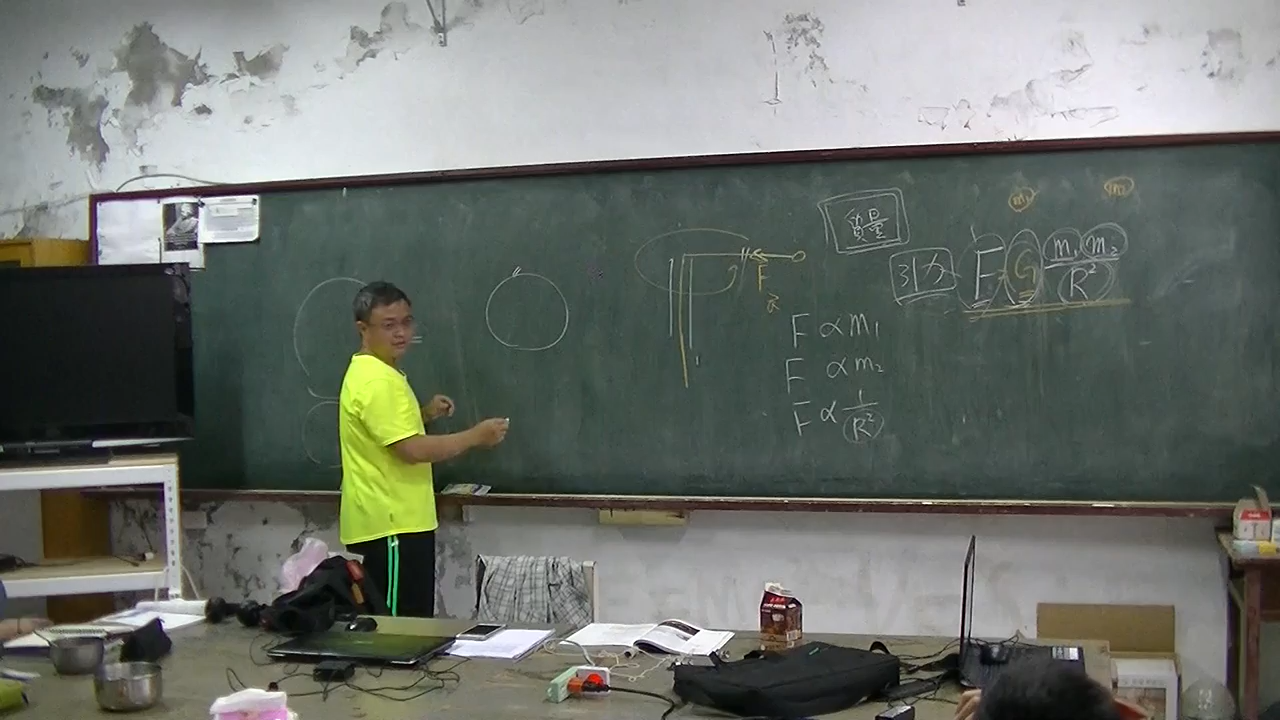 m₁ m₂
質量
引力 F=G m₁m₂/R²
F
a
F ∝ m₁
F ∝ m₂
F ∝ 1/R²